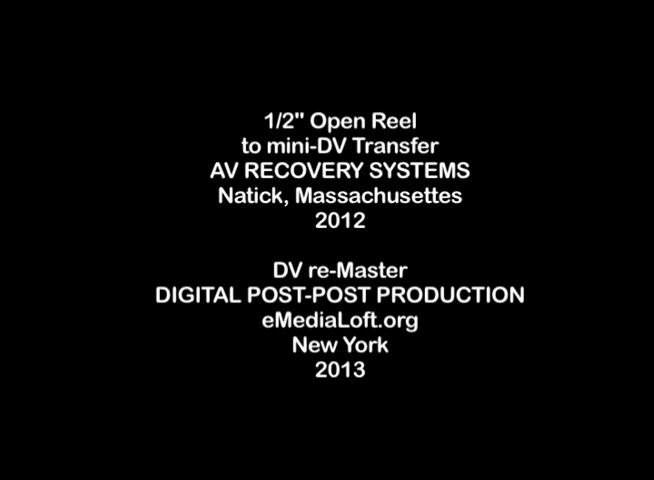 1/2" Open Reel
to mini-DV Transfer
AV RECOVERY SYSTEMS
Natick, Massachusettes
2012
DV re-Master
DIGITAL POST-POST PRODUCTION
eMediaLoft.org
New York
2013